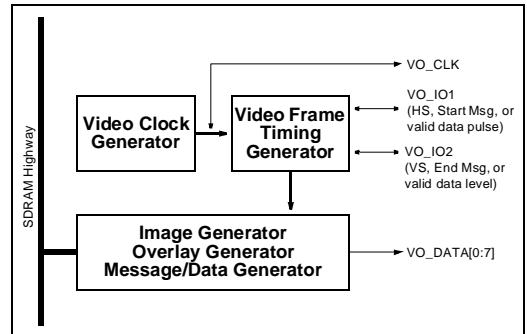 SDRAM Highway
Video Clock
Generator
Video Frame
Timing
Generator
Image Generator
Overlay Generator
Message/Data Generator
VO_CLK
VO_IO1
(HS, Start Msg, or
valid data pulse)
VO_IO2
(VS, End Msg, or
valid data level)
VO_DATA[0:7]